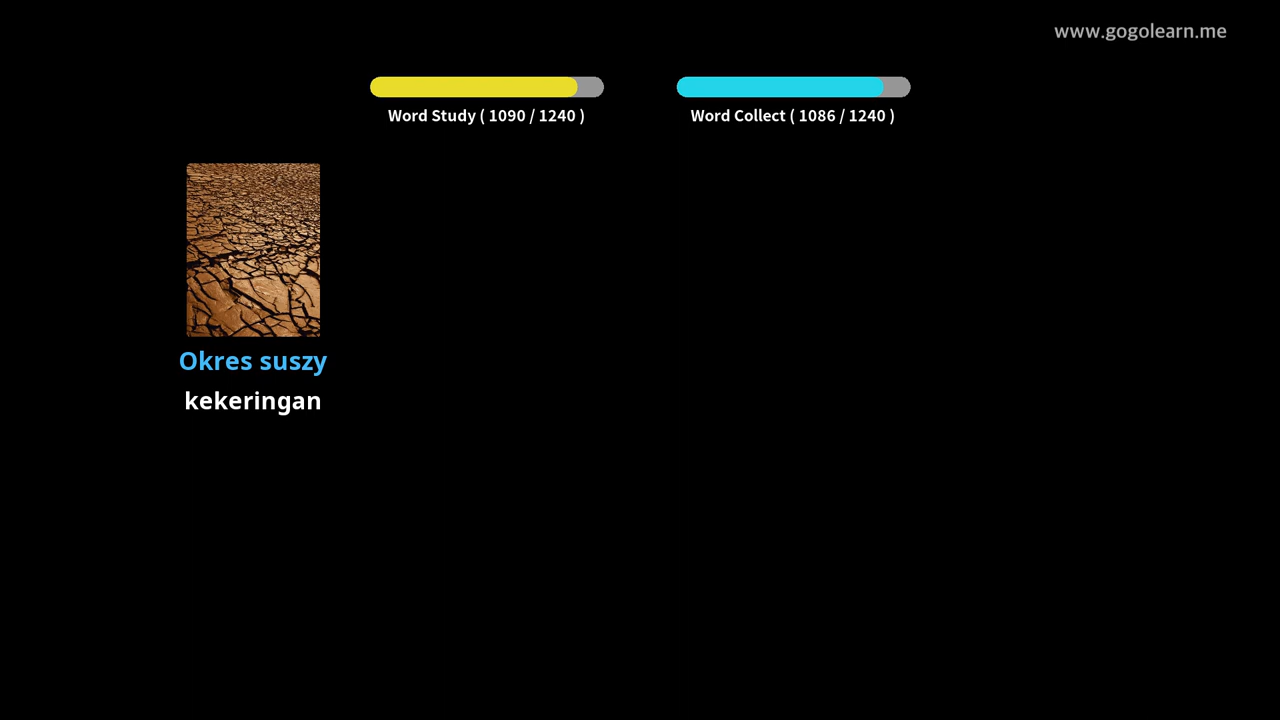 www.gogolearn.me
Word Study ( 1090 / 1240 )
Word Collect ( 1086 / 1240 )
Okres suszy
kekeringan